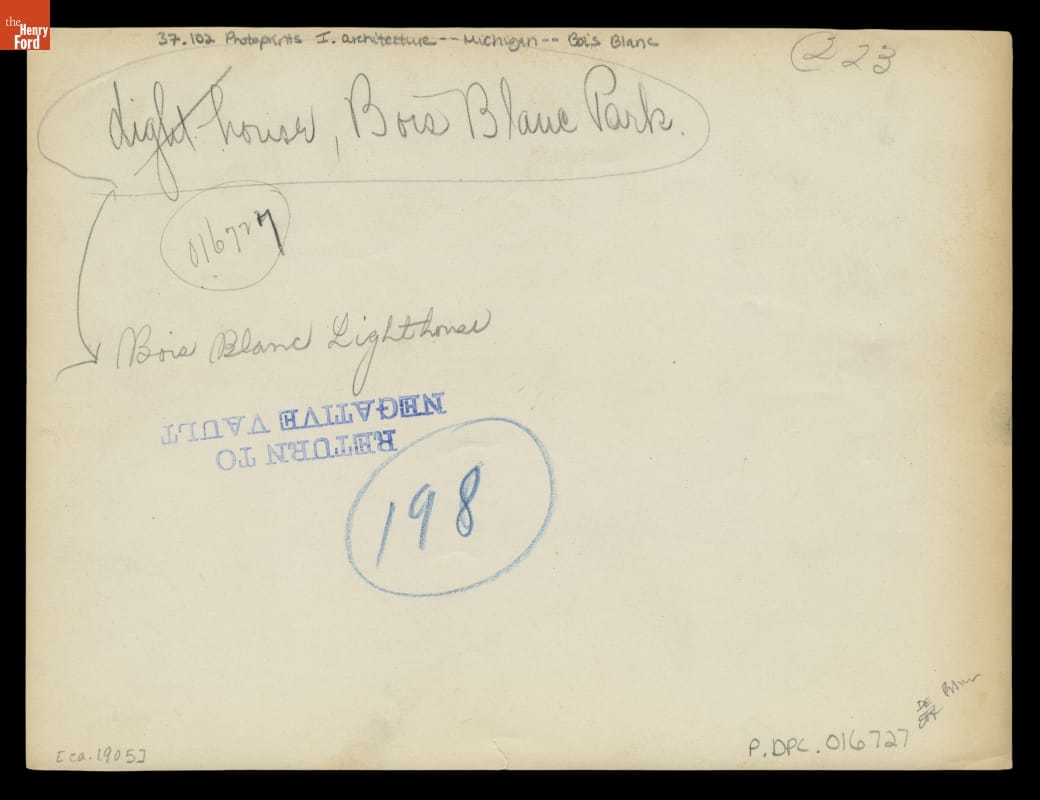 the
Henry
Ford
37.102 Photoprints I. architecture -- Michigan -- Bois Blanc
223
Light house, Bois Blanc Park.
016727
Bois Blanc Lighthouse
RETURN TO
NEGATIVE VAULT
198
[ca. 1905]
P.DPC.016727
DE